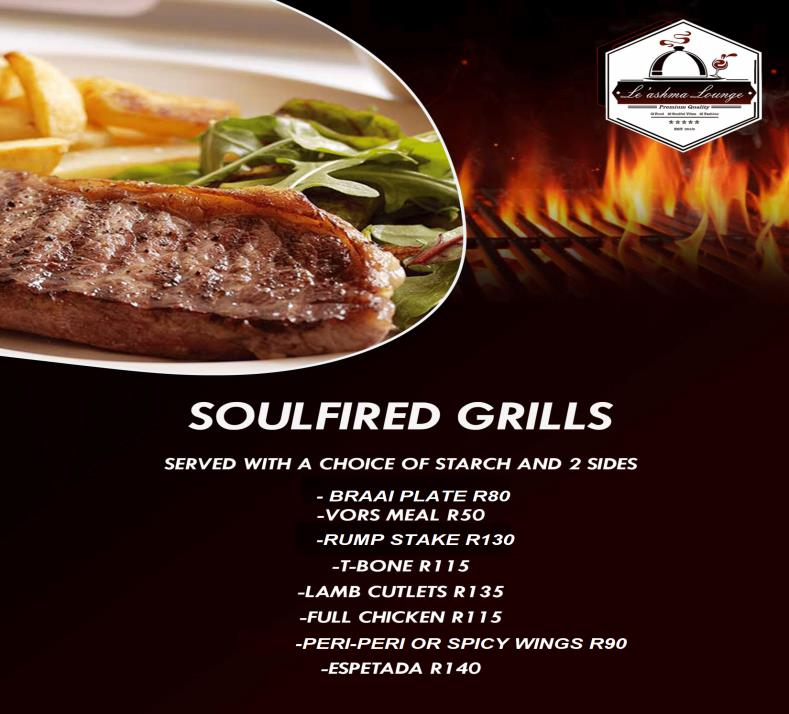 Le'ashma Lounge
Premium Quality
SOULFIRED GRILLS
SERVED WITH A CHOICE OF STARCH AND 2 SIDES
- BRAAI PLATE R80
-VORS MEAL R50
-RUMP STAKE R130
-T-BONE R115
-LAMB CUTLETS R135
-FULL CHICKEN R115
-PERI-PERI OR SPICY WINGS R90
-ESPETADA R140